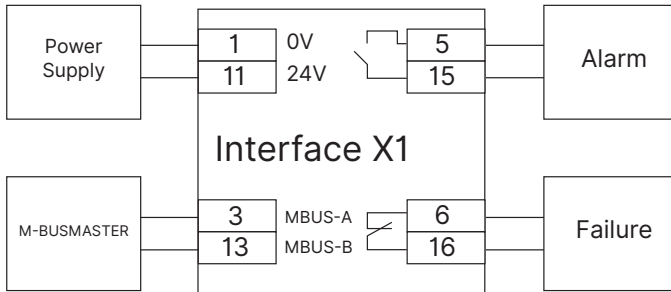 Power
Supply
1
0V
11
24V
5
15
Alarm
Interface X1
M-BUSMASTER
3
MBUS-A
13
MBUS-B
6
16
Failure